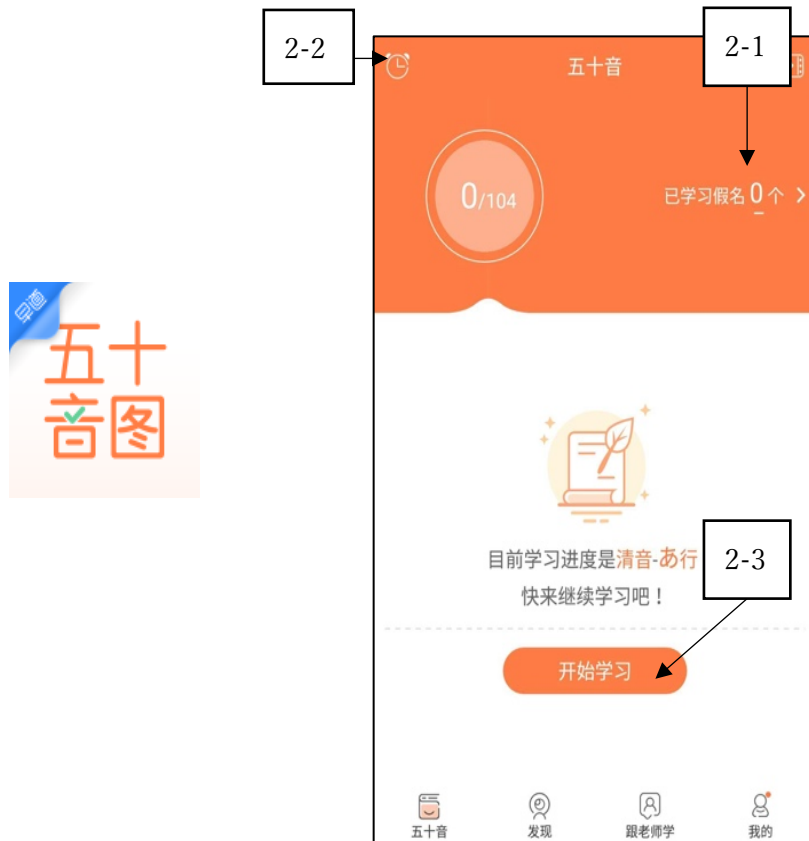 2-2
2-1
五十音
0/104
已学习假名 0 个
早道
五十
音图
目前学习进度是清音-あ行
2-3
快来继续学习吧！
开始学习
五十音
发现
跟老师学
我的